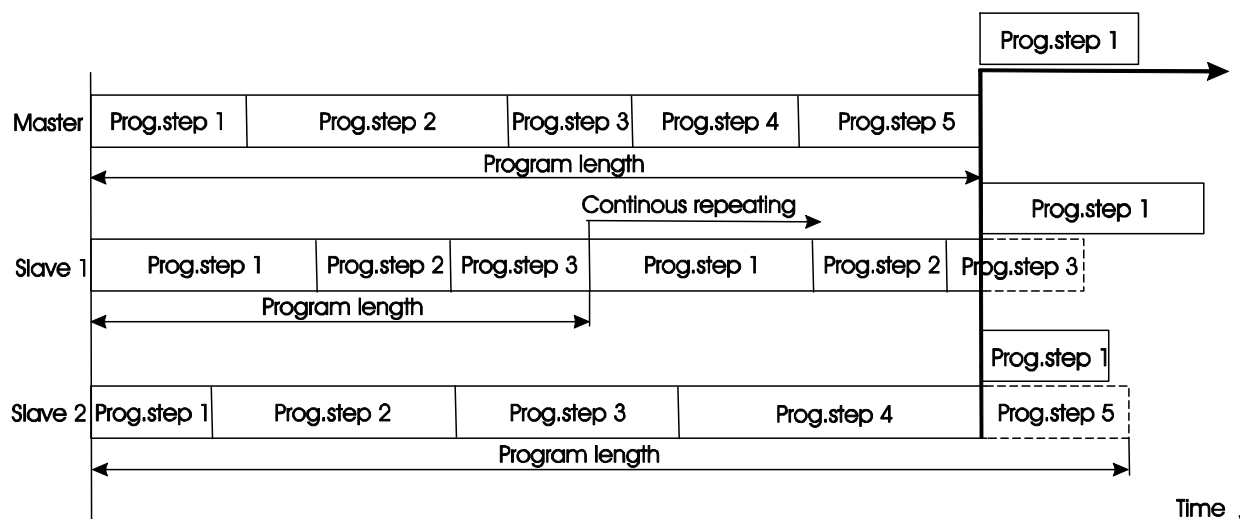 Prog.step 1
Master Prog.step 1 Prog.step 2 Prog.step 3 Prog.step 4 Prog.step 5
Program length
Continous repeating
Prog.step 1
Slave 1 Prog.step 1 Prog.step 2 Prog.step 3 Prog.step 1 Prog.step 2 Prog.step 3
Program length
Prog.step 1
Slave 2 Prog.step 1 Prog.step 2 Prog.step 3 Prog.step 4 Prog.step 5
Program length
Time